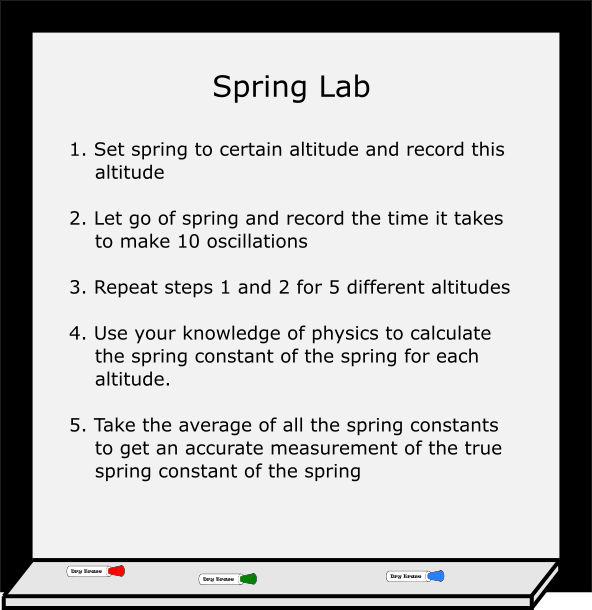 Spring Lab
1. Set spring to certain altitude and record this
altitude
2. Let go of spring and record the time it takes
to make 10 oscillations
3. Repeat steps 1 and 2 for 5 different altitudes
4. Use your knowledge of physics to calculate
the spring constant of the spring for each
altitude.
5. Take the average of all the spring constants
to get an accurate measurement of the true
spring constant of the spring
Dry Erase
Dry Erase
Dry Erase